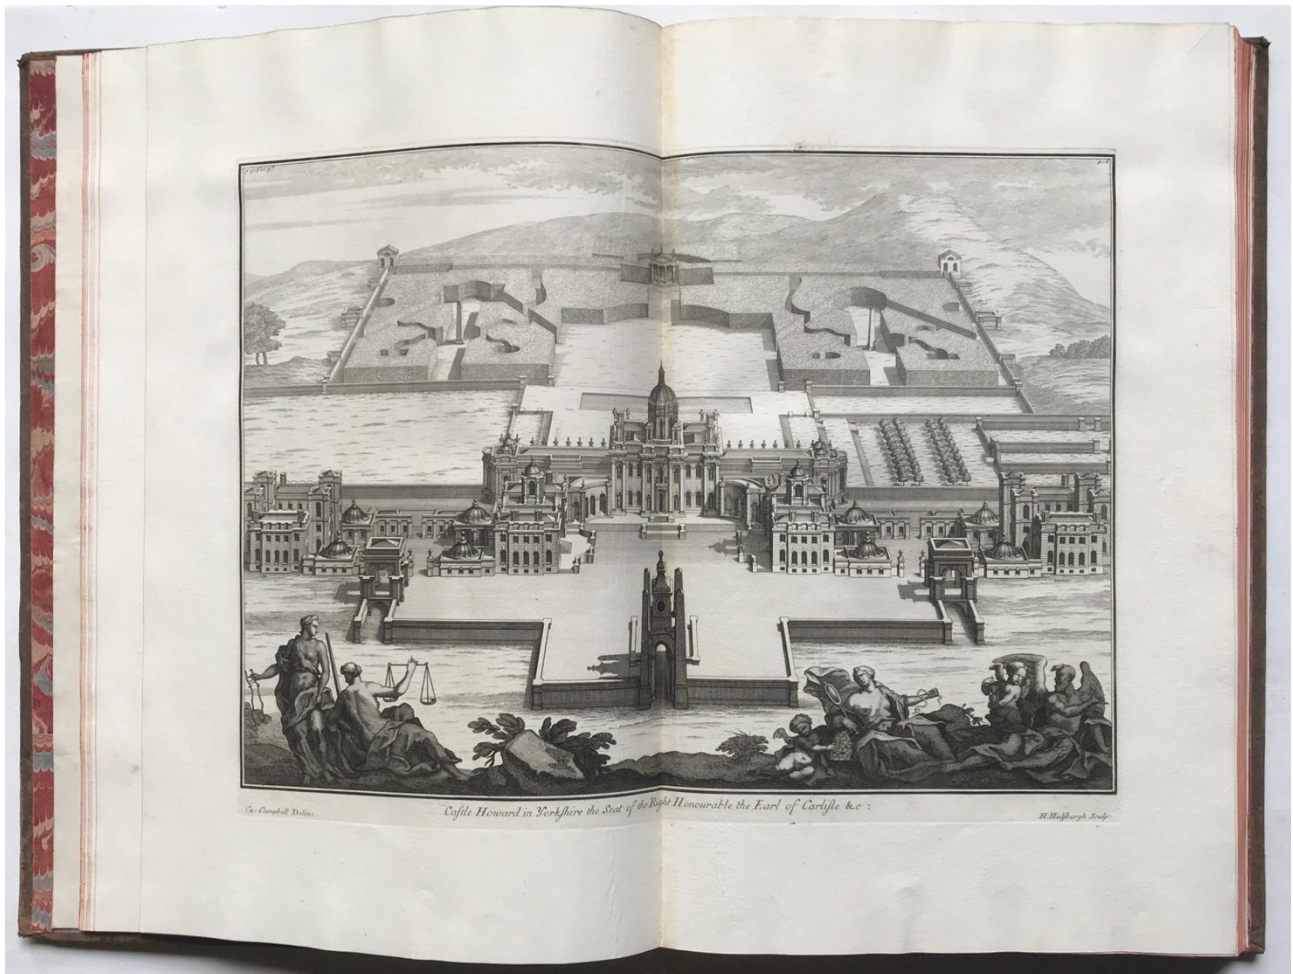 Ca: Campbell Delin:
Caſtle Howard in Yorkſhire the Seat of the Right Honourable the Earl of Carliſle &c :
H. Hulſbergh Sculp: